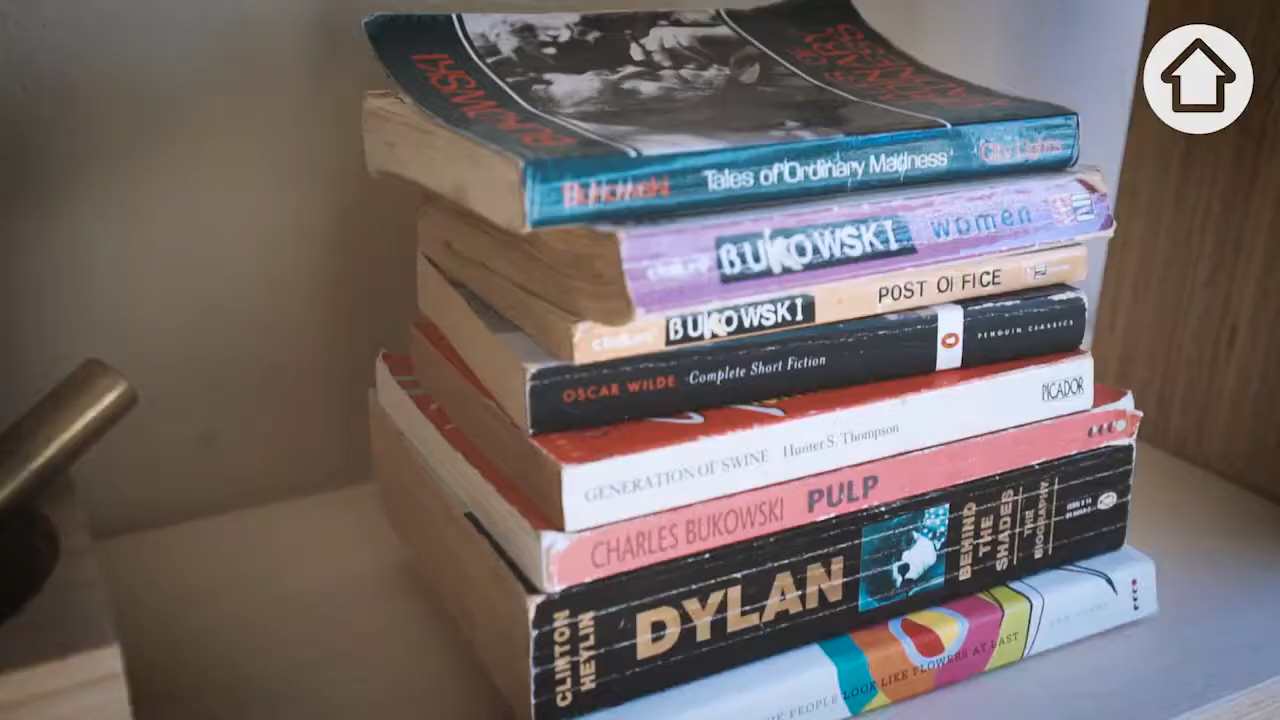 BUKOWSKI
Bukowski Tales of Ordinary Madness City Lights
BUKOWSKI women
BUKOWSKI POST OFFICE
OSCAR WILDE Complete Short Fiction PENGUIN CLASSICS
GENERATION OF SWINE Hunter S. Thompson PICADOR
CHARLES BUKOWSKI PULP
CLINTON HEYLIN DYLAN BEHIND THE SHADES THE BIOGRAPHY
PEOPLE LOOK LIKE FLOWERS AT LAST